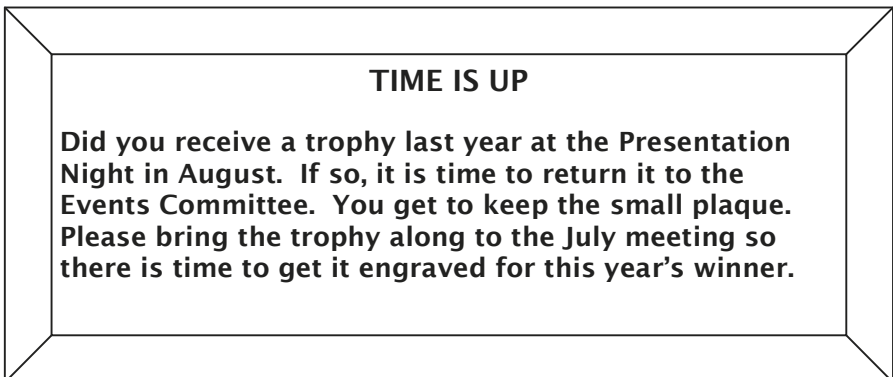 TIME IS UP
Did you receive a trophy last year at the Presentation
Night in August.  If so, it is time to return it to the
Events Committee.  You get to keep the small plaque.
Please bring the trophy along to the July meeting so
there is time to get it engraved for this year’s winner.